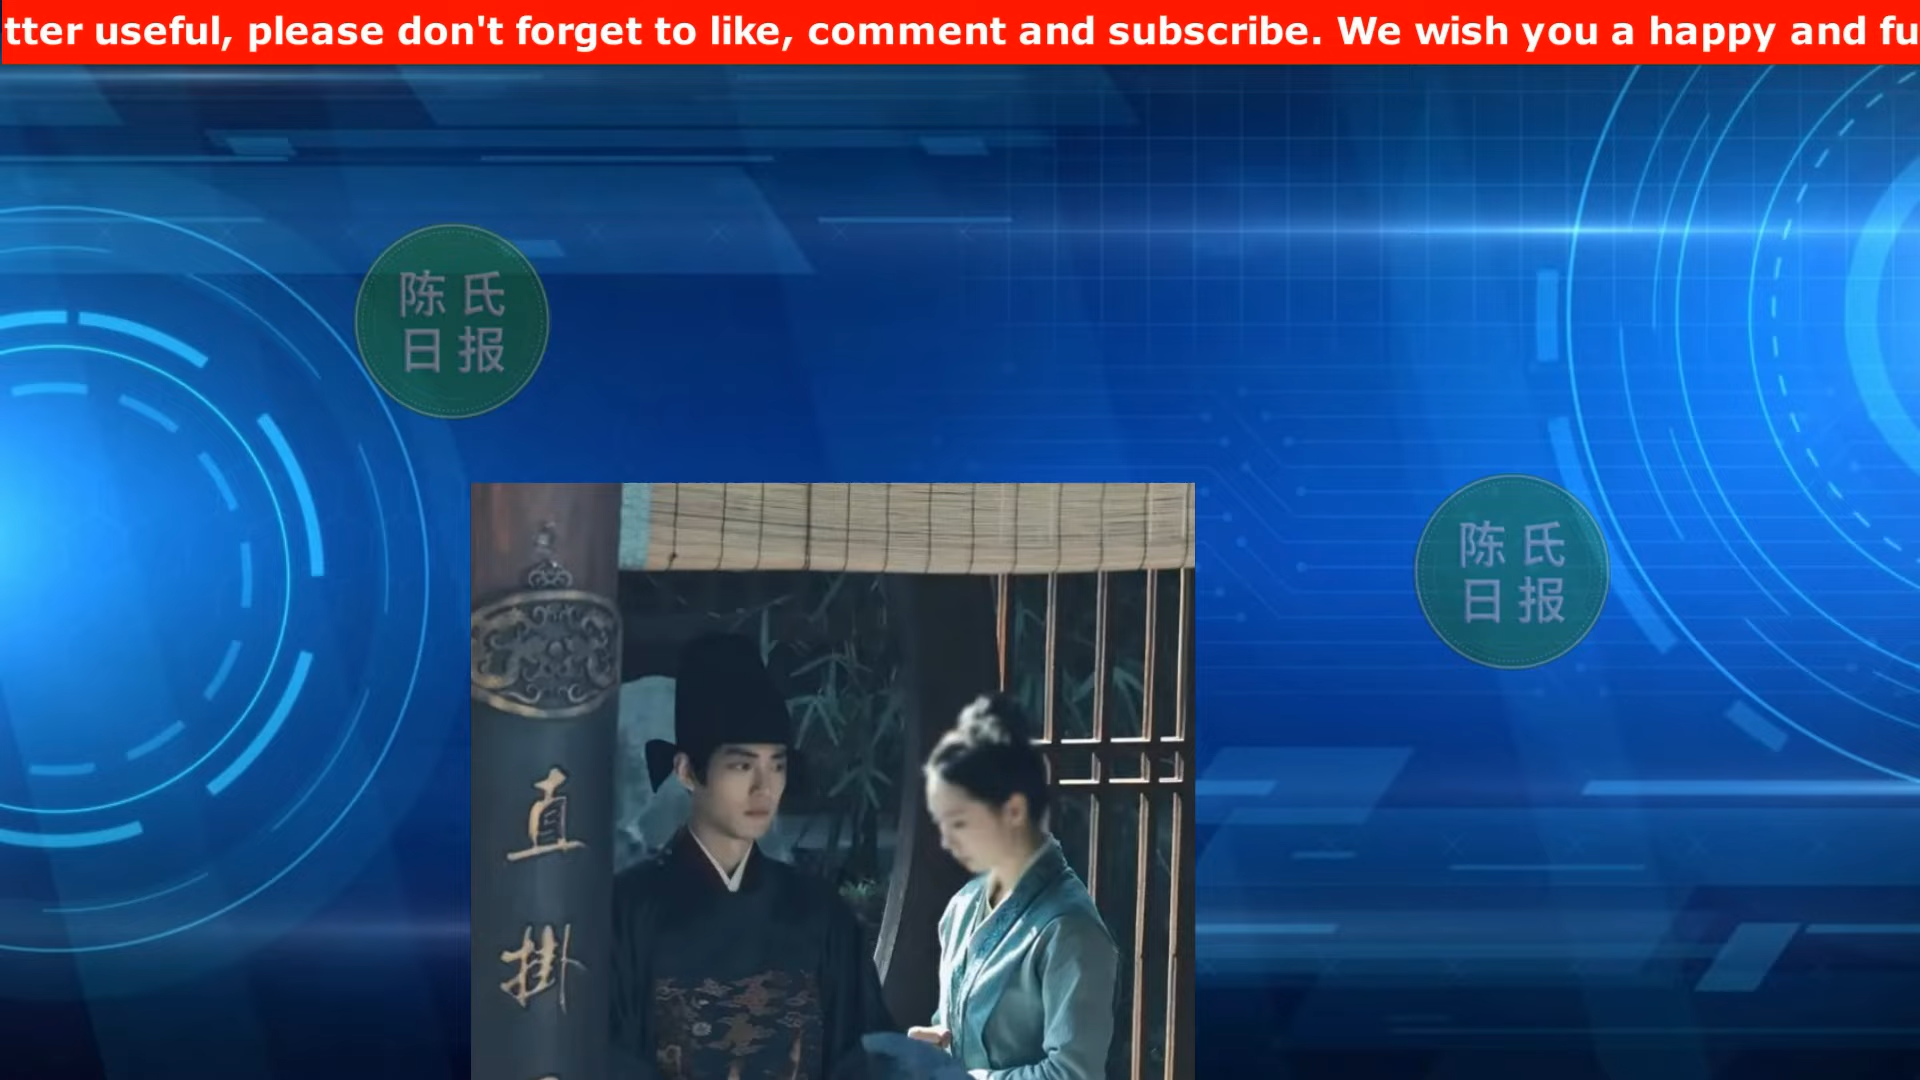 tter useful, please don't forget to like, comment and subscribe. We wish you a happy and fu
陈氏
日报
陈氏
日报
直
掛